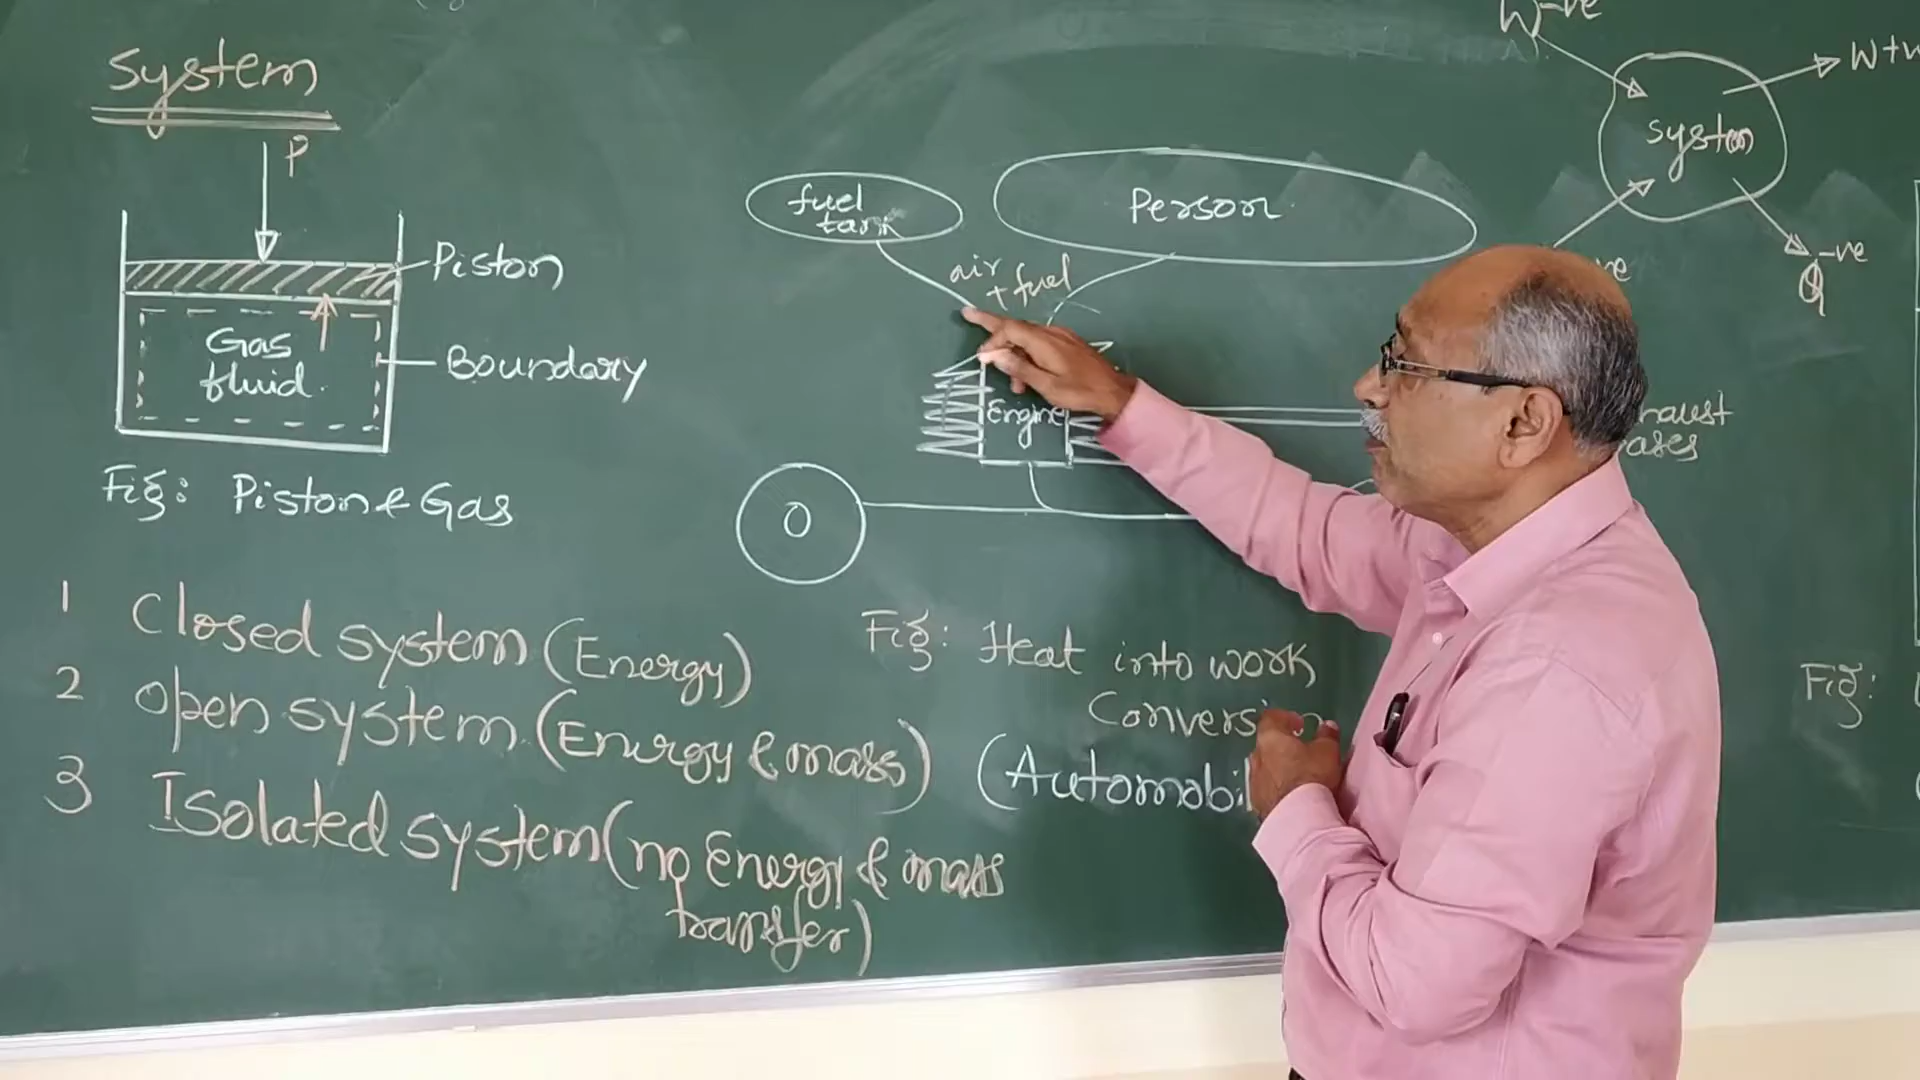 System
P
Piston
Gas
fluid.
Boundary
Fig: Piston & Gas
1 Closed system (Energy)
2 Open system (Energy & mass)
3 Isolated system (no Energy & mass
transfer)
fuel
tank
Person
air
+ fuel
Engine
O
Fig: Heat into work
(Automobil
W -ve
W+v
system
Q -ve
ve
Fig: